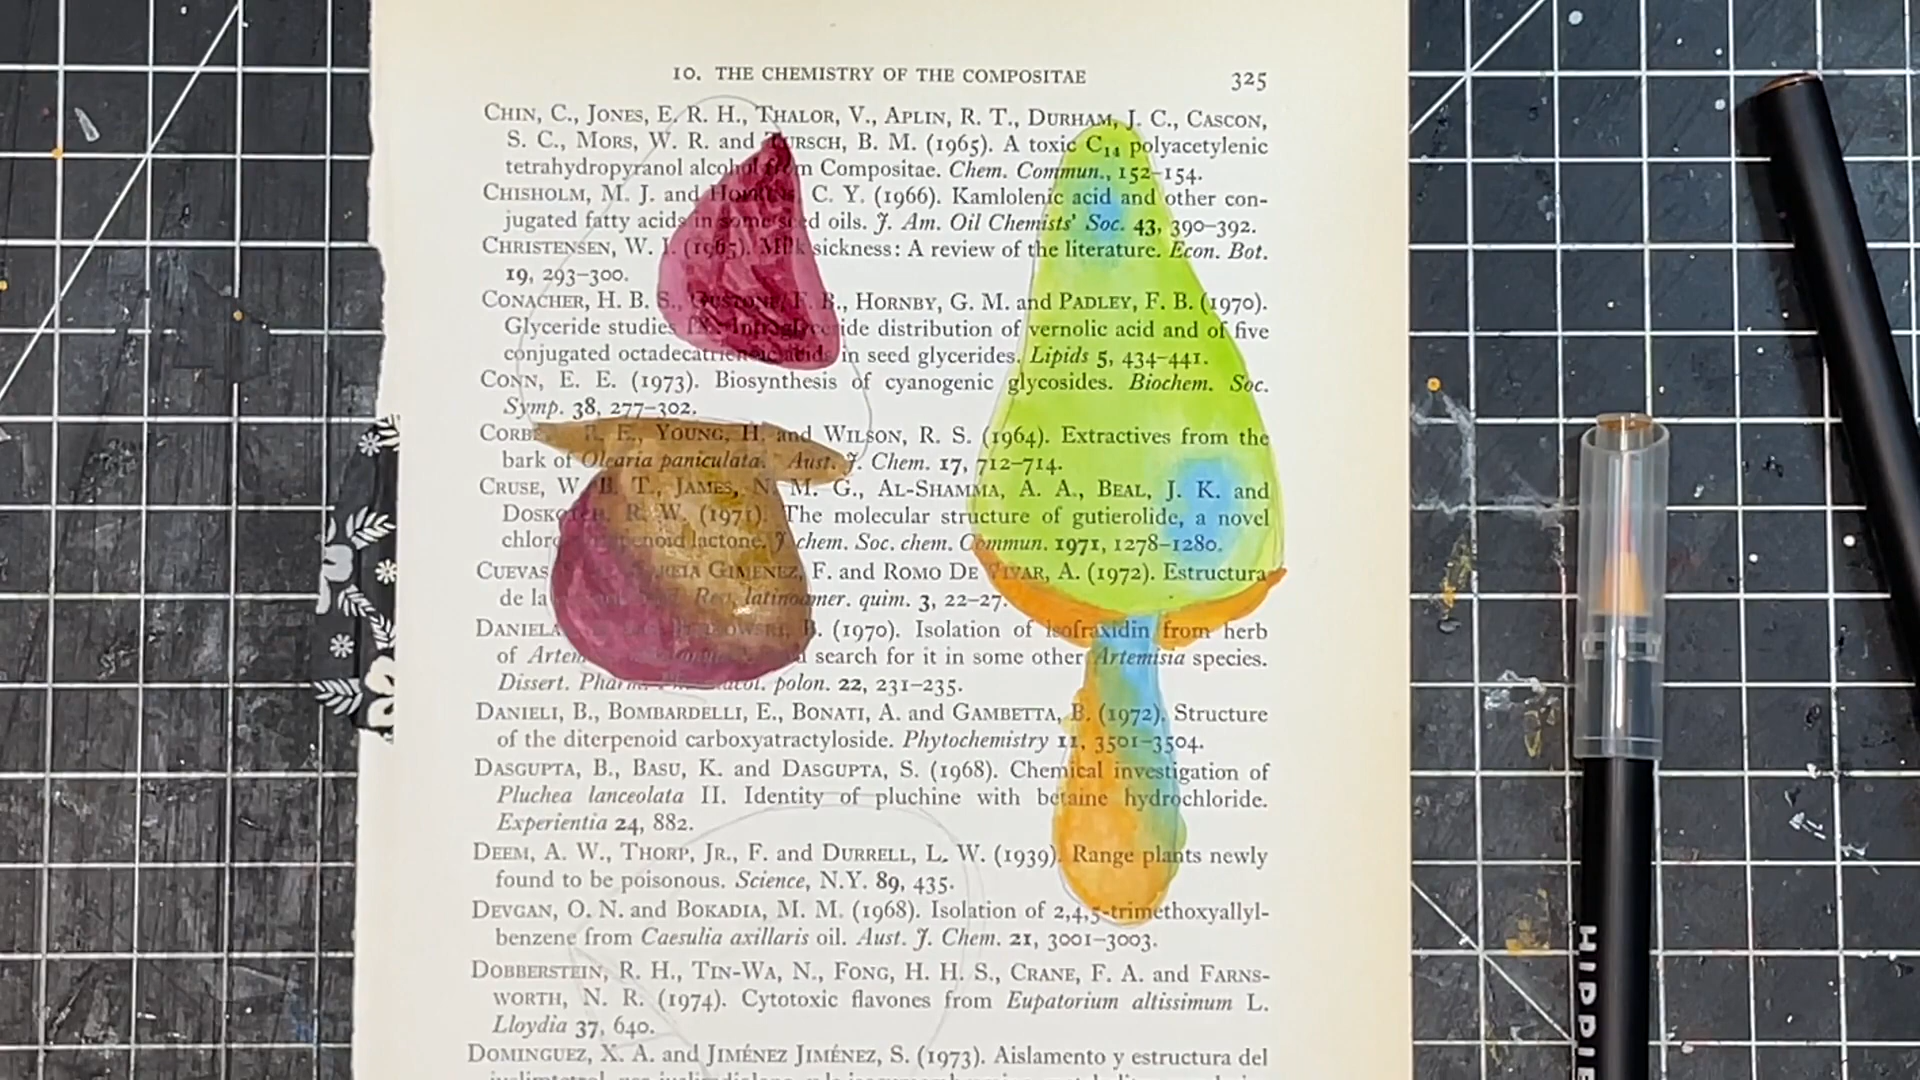 10. THE CHEMISTRY OF THE COMPOSITAE 325
CHIN, C., JONES, E. R. H., THALOR, V., APLIN, R. T., DURHAM, J. C., CASCON,
S. C., MORS, W. R. and TURSCH, B. M. (1965). A toxic C14 polyacetylenic
tetrahydropyranol alcohol from Compositae. Chem. Commun., 152–154.
CHISHOLM, M. J. and HOPKINS, C. Y. (1966). Kamlolenic acid and other con-
jugated fatty acids in some seed oils. J. Am. Oil Chemists' Soc. 43, 390–392.
CHRISTENSEN, W. I. (1965). Milk sickness: A review of the literature. Econ. Bot.
19, 293–300.
CONACHER, H. B. S., GUSTONE, F. R., HORNBY, G. M. and PADLEY, F. B. (1970).
Glyceride studies IX. Intraglyceride distribution of vernolic acid and of five
conjugated octadecatrienoic acids in seed glycerides. Lipids 5, 434–441.
CONN, E. E. (1973). Biosynthesis of cyanogenic glycosides. Biochem. Soc.
Symp. 38, 277–302.
R. E., YOUNG, H. and WILSON, R. S. (1964). Extractives from the
bark of Olearia paniculata. Aust. J. Chem. 17, 712–714.
CRUSE, T., JAMES, N. M. G., AL-SHAMMA, A. A., BEAL, J. K. and
R. W. (1971). The molecular structure of gutierolide, a novel
lactone. J. chem. Soc. chem. Commun. 1971, 1278–1280.
CUEVAS, GARCIA GIMENEZ, F. and ROMO DE VIVAR, A. (1972). Estructura
de la Rev. latinoamer. quim. 3, 22–27.
B. (1970). Isolation of isofraxidin from herb
of search for it in some other Artemisia species.
Dissert. Pharm. polon. 22, 231–235.
DANIELI, B., BOMBARDELLI, E., BONATI, A. and GAMBETTA, B. (1972). Structure
of the diterpenoid carboxyatractyloside. Phytochemistry 11, 3501–3504.
DASGUPTA, B., BASU, K. and DASGUPTA, S. (1968). Chemical investigation of
Pluchea lanceolata II. Identity of pluchine with betaine hydrochloride.
Experientia 24, 882.
DEEM, A. W., THORP, JR., F. and DURRELL, L. W. (1939). Range plants newly
found to be poisonous. Science, N.Y. 89, 435.
DEVGAN, O. N. and BOKADIA, M. M. (1968). Isolation of 2,4,5-trimethoxyallyl-
benzene from Caesulia axillaris oil. Aust. J. Chem. 21, 3001–3003.
DOBBERSTEIN, R. H., TIN-WA, N., FONG, H. H. S., CRANE, F. A. and FARNS-
WORTH, N. R. (1974). Cytotoxic flavones from Eupatorium altissimum L.
Lloydia 37, 640.
DOMINGUEZ, X. A. and JIMÉNEZ JIMÉNEZ, S. (1973). Aislamento y estructura del
HIPPIE